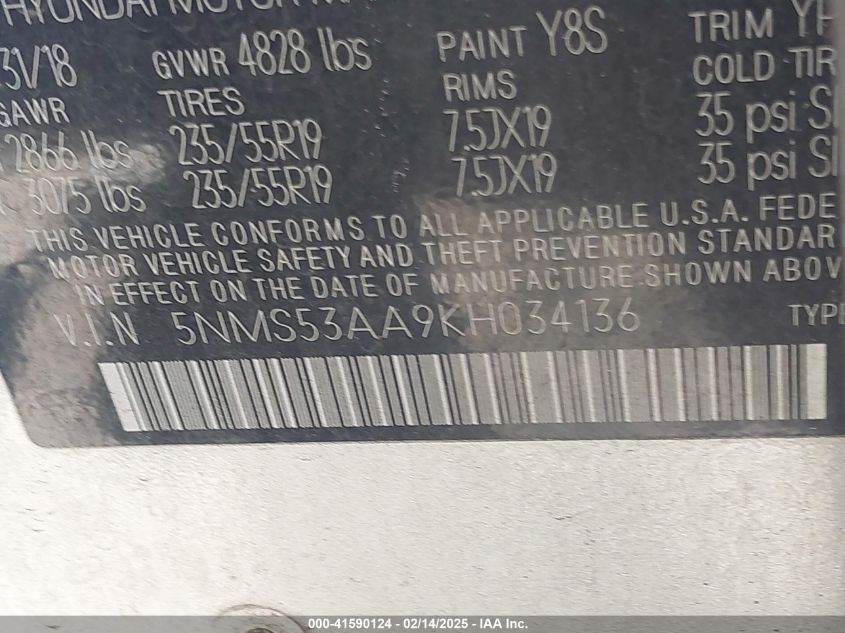 HYUNDAI MOTOR
31/18 GVWR 4828 lbs PAINT Y8S TRIM
GAWR TIRES RIMS COLD TIR
2866 lbs 235/55R19 7.5JX19 35 psi
3075 lbs 235/55R19 7.5JX19 35 psi
THIS VEHICLE CONFORMS TO ALL APPLICABLE U.S.A. FEDE
MOTOR VEHICLE SAFETY AND THEFT PREVENTION STANDAR
IN EFFECT ON THE DATE OF MANUFACTURE SHOWN ABOV
V.I.N 5NMS53AA9KH034136 TYPE
000-41590124 - 02/14/2025 - IAA Inc.